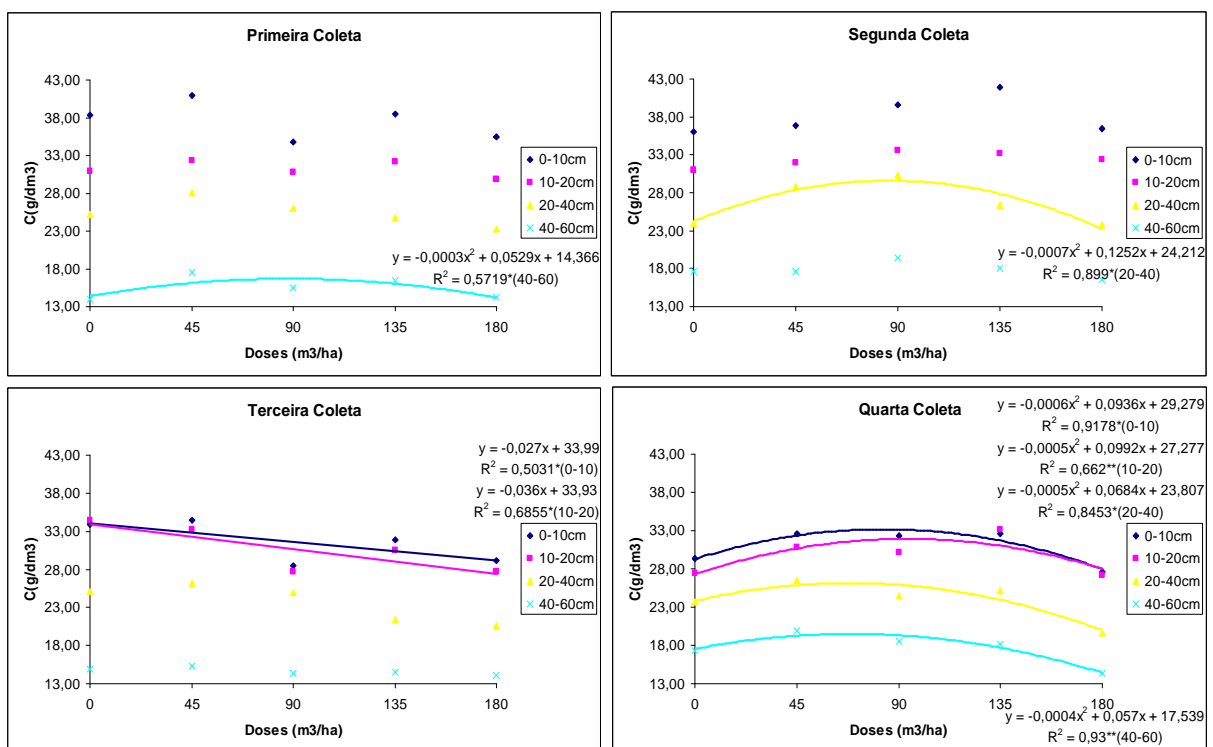 Primeira Coleta
C(g/dm3)
43,00
38,00
33,00
28,00
23,00
18,00
13,00
0 45 90 135 180
Doses (m3/ha)
0-10cm
10-20cm
20-40cm
40-60cm
y = -0,0003x² + 0,0529x + 14,366
R² = 0,5719*(40-60)
Segunda Coleta
C(g/dm3)
43,00
38,00
33,00
28,00
23,00
18,00
13,00
0 45 90 135 180
Doses (m3/ha)
0-10cm
10-20cm
20-40cm
40-60cm
y = -0,0007x² + 0,1252x + 24,212
R² = 0,899*(20-40)
Terceira Coleta
y = -0,027x + 33,99
R² = 0,5031*(0-10)
y = -0,036x + 33,93
R² = 0,6855*(10-20)
C(g/dm3)
43,00
38,00
33,00
28,00
23,00
18,00
13,00
0 45 90 135 180
Doses (m3/ha)
0-10cm
10-20cm
20-40cm
40-60cm
Quarta Coleta
y = -0,0006x² + 0,0936x + 29,279
R² = 0,9178*(0-10)
y = -0,0005x² + 0,0992x + 27,277
R² = 0,662**(10-20)
y = -0,0005x² + 0,0684x + 23,807
R² = 0,8453*(20-40)
C(g/dm3)
43,00
38,00
33,00
28,00
23,00
18,00
13,00
0 45 90 135 180
Doses (m3/ha)
0-10cm
10-20cm
20-40cm
40-60cm
y = -0,0004x² + 0,057x + 17,539
R² = 0,93**(40-60)